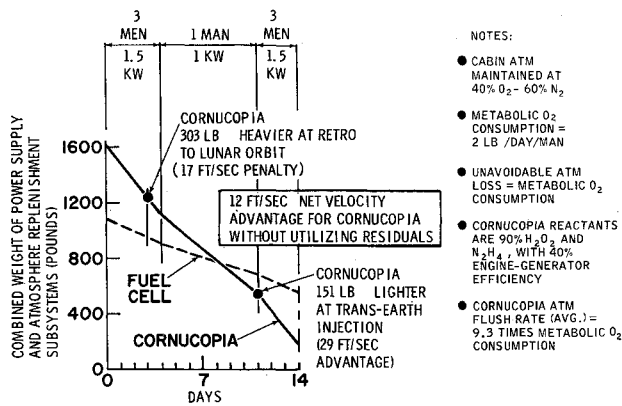 3
MEN
1.5
KW
1 MAN
1 KW
3
MEN
1.5
KW
CORNUCOPIA
303 LB HEAVIER AT RETRO
TO LUNAR ORBIT
(17 FT/SEC PENALTY)
12 FT/SEC NET VELOCITY
ADVANTAGE FOR CORNUCOPIA
WITHOUT UTILIZING RESIDUALS
COMBINED WEIGHT OF POWER SUPPLY
AND ATMOSPHERE REPLENISHMENT
SUBSYSTEMS (POUNDS)
1600
1200
800
400
0
FUEL
CELL
CORNUCOPIA
CORNUCOPIA
151 LB LIGHTER
AT TRANS-EARTH
INJECTION
(29 FT/SEC
ADVANTAGE)
0
7
14
DAYS
NOTES:
● CABIN ATM
MAINTAINED AT
40% O₂- 60% N₂
● METABOLIC O₂
CONSUMPTION =
2 LB /DAY/MAN
● UNAVOIDABLE ATM
LOSS = METABOLIC O₂
CONSUMPTION
● CORNUCOPIA REACTANTS
ARE 90% H₂O₂ AND
N₂H₄, WITH 40%
ENGINE-GENERATOR
EFFICIENCY
● CORNUCOPIA ATM
FLUSH RATE (AVG.)=
9.3 TIMES METABOLIC O₂
CONSUMPTION